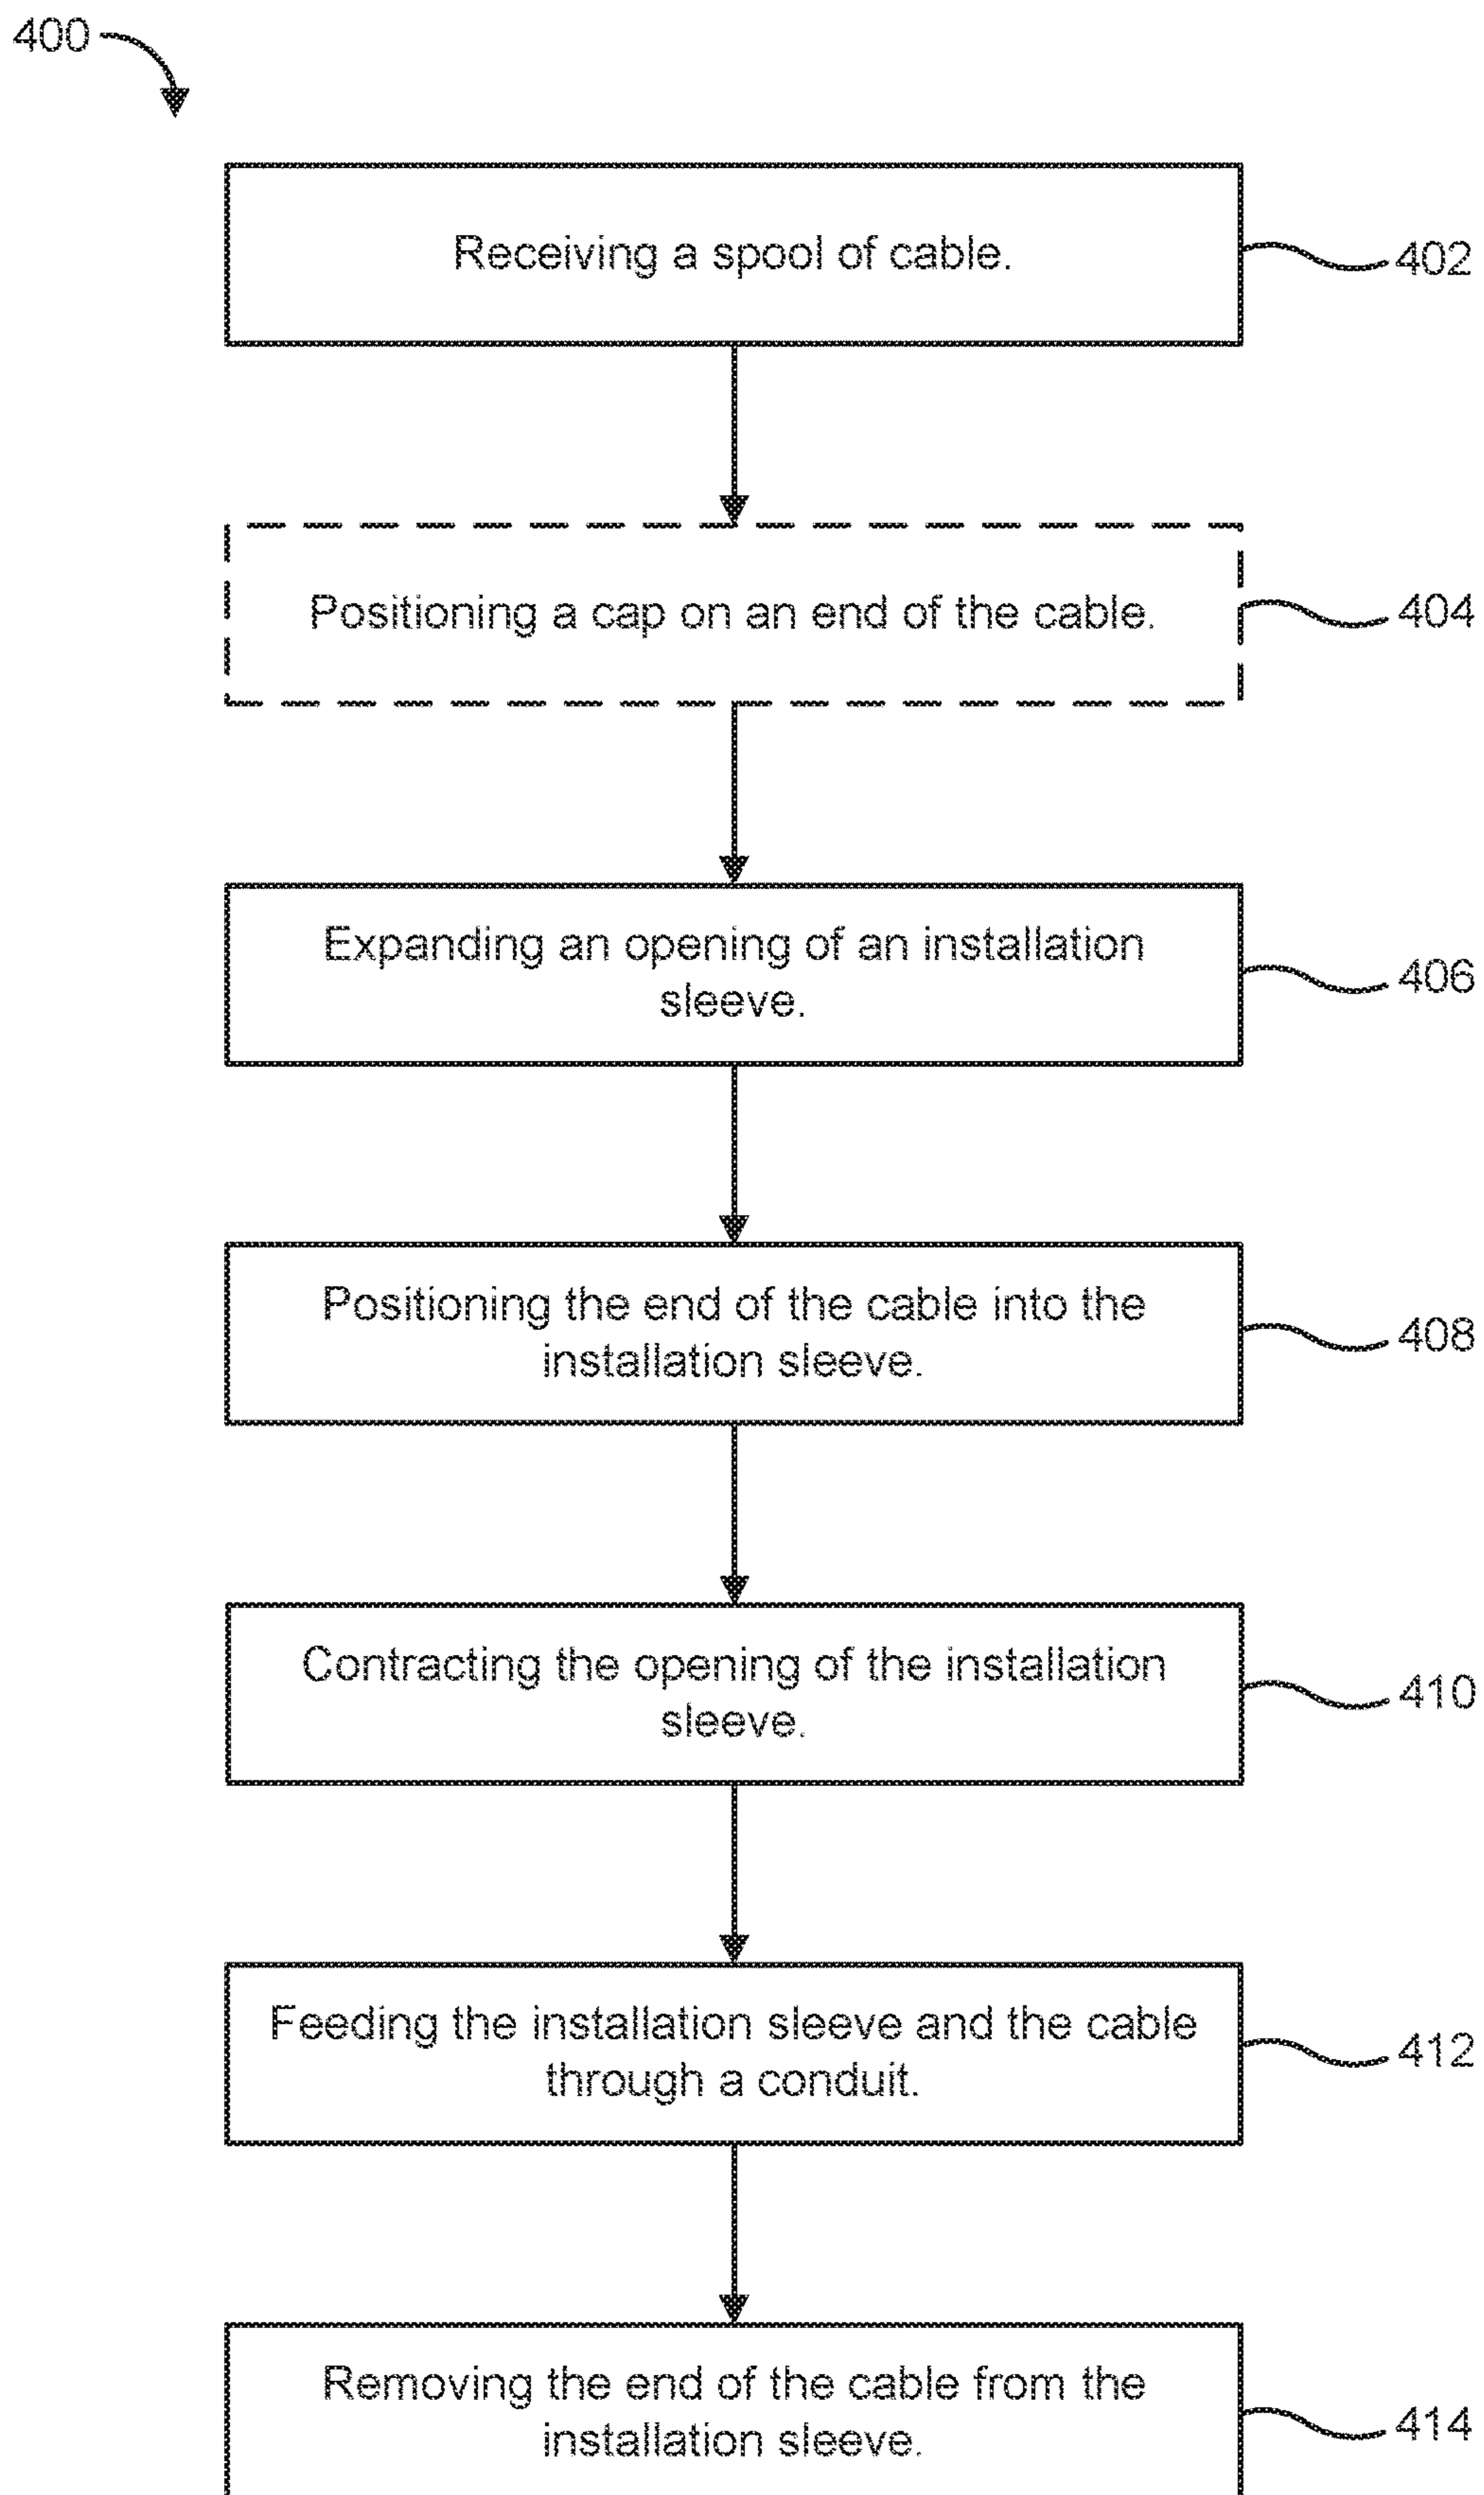 400
Receiving a spool of cable.
402
Positioning a cap on an end of the cable.
404
Expanding an opening of an installation
sleeve.
406
Positioning the end of the cable into the
installation sleeve.
408
Contracting the opening of the installation
sleeve.
410
Feeding the installation sleeve and the cable
through a conduit.
412
Removing the end of the cable from the
installation sleeve.
414